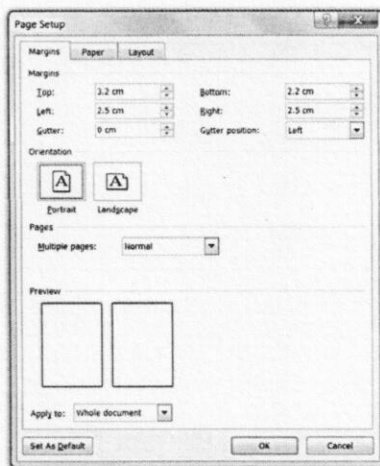 Page Setup
Margins Paper Layout
Margins
Top: 3.2 cm Bottom: 2.2 cm
Left: 2.5 cm Right: 2.5 cm
Gutter: 0 cm Gutter position: Left
Orientation
A A
Portrait Landscape
Pages
Multiple pages: Normal
Preview
Apply to: Whole document
Set As Default OK Cancel